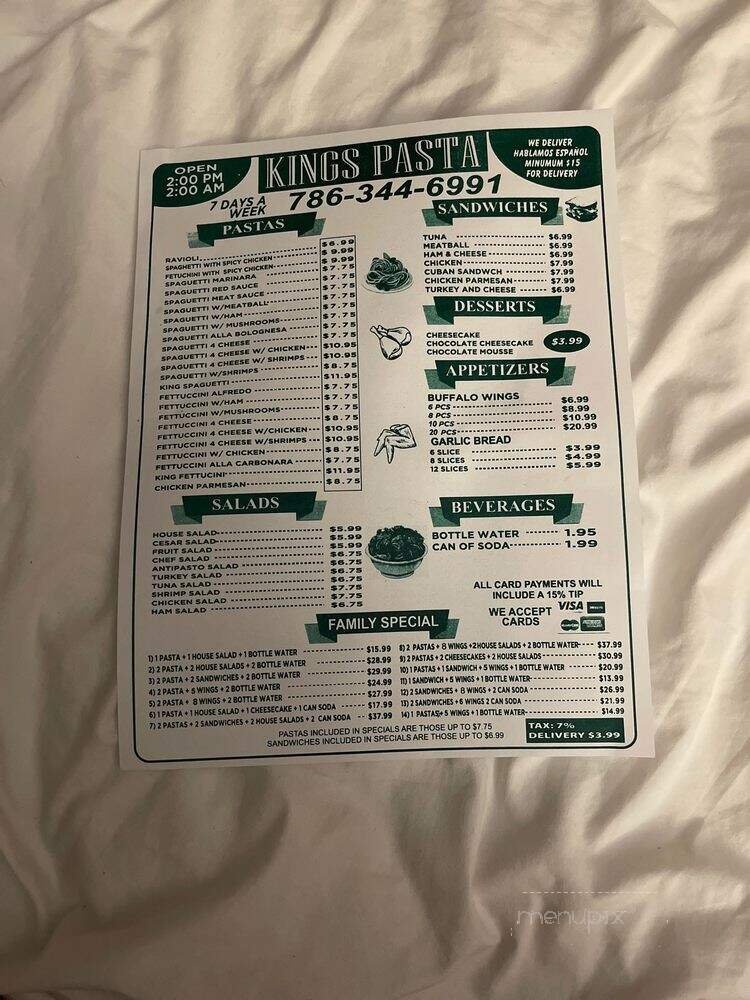 OPEN
2:00 PM
2:00 AM
KINGS PASTA
786-344-6991
7 DAYS A
WEEK
WE DELIVER
HABLAMOS ESPAÑOL
MINUMUM $15
FOR DELIVERY
PASTAS
RAVIOLI $6.99
SPAGHETTI WITH SPICY CHICKEN $9.99
FETUCHINI WITH SPICY CHICKEN $9.99
SPAGUETTI MARINARA $7.75
SPAGUETTI RED SAUCE $7.75
SPAGUETTI MEAT SAUCE $7.75
SPAGUETTI W/MEATBALL $7.75
SPAGUETTI W/HAM $7.75
SPAGUETTI W/ MUSHROOMS $7.75
SPAGUETTI ALLA BOLOGNESA $7.75
SPAGUETTI 4 CHEESE $7.75
SPAGUETTI 4 CHEESE W/ CHICKEN $10.95
SPAGUETTI 4 CHEESE W/ SHRIMPS $10.95
SPAGUETTI W/SHRIMPS $8.75
KING SPAGUETTI $11.95
FETTUCCINI ALFREDO $7.75
FETTUCCINI W/HAM $7.75
FETTUCCINI W/MUSHROOMS $7.75
FETTUCCINI 4 CHEESE $8.75
FETTUCCINI 4 CHEESE W/CHICKEN $10.95
FETTUCCINI 4 CHEESE W/SHRIMPS $10.95
FETTUCCINI W/ CHICKEN $8.75
FETTUCCINI ALLA CARBONARA $7.75
KING FETTUCINI $11.95
CHICKEN PARMESAN $8.75
SANDWICHES
TUNA $6.99
MEATBALL $6.99
HAM & CHEESE $6.99
CHICKEN $7.99
CUBAN SANDWCH $7.99
CHICKEN PARMESAN $7.99
TURKEY AND CHEESE $6.99
DESSERTS
CHEESECAKE
CHOCOLATE CHEESECAKE $3.99
CHOCOLATE MOUSSE
APPETIZERS
BUFFALO WINGS
6 PCS $6.99
8 PCS $8.99
10 PCS $10.99
20 PCS $20.99
GARLIC BREAD
6 SLICE $3.99
8 SLICES $4.99
12 SLICES $5.99
SALADS
HOUSE SALAD $5.99
CESAR SALAD $5.99
FRUIT SALAD $5.99
CHEF SALAD $6.75
ANTIPASTO SALAD $6.75
TURKEY SALAD $6.75
TUNA SALAD $6.75
SHRIMP SALAD $7.75
CHICKEN SALAD $7.75
HAM SALAD $6.75
BEVERAGES
BOTTLE WATER 1.95
CAN OF SODA 1.99
ALL CARD PAYMENTS WILL
INCLUDE A 15% TIP
WE ACCEPT
CARDS
VISA
FAMILY SPECIAL
1) 1 PASTA + 1 HOUSE SALAD + 1 BOTTLE WATER $15.99
2) 2 PASTA + 2 HOUSE SALADS + 2 BOTTLE WATER $28.99
3) 2 PASTA + 2 SANDWICHES + 2 BOTTLE WATER $29.99
4) 2 PASTA + 5 WINGS + 2 BOTTLE WATER $24.99
5) 2 PASTA + 8 WINGS + 2 BOTTLE WATER $27.99
6) 1 PASTA + 1 HOUSE SALAD + 1 CHEESECAKE + 1 CAN SODA $17.99
7) 2 PASTAS + 2 SANDWICHES + 2 HOUSE SALADS + 2 CAN SODA $37.99
8) 2 PASTAS + 8 WINGS +2HOUSE SALADS + 2 BOTTLE WATER $37.99
9) 2 PASTAS + 2 CHEESECAKES + 2 HOUSE SALADS $30.99
10) 1 PASTAS + 1 SANDWICH + 5 WINGS + 1 BOTTLE WATER $20.99
11) 1 SANDWICH + 5 WINGS + 1 BOTTLE WATER $13.99
12) 2 SANDWICHES + 8 WINGS + 2 CAN SODA $26.99
13) 2 SANDWICHES + 6 WINGS 2 CAN SODA $21.99
14) 1 PASTAS+ 5 WINGS + 1 BOTTLE WATER $14.99
PASTAS INCLUDED IN SPECIALS ARE THOSE UP TO $7.75
SANDWICHES INCLUDED IN SPECIALS ARE THOSE UP TO $6.99
TAX: 7%
DELIVERY $3.99
menupix